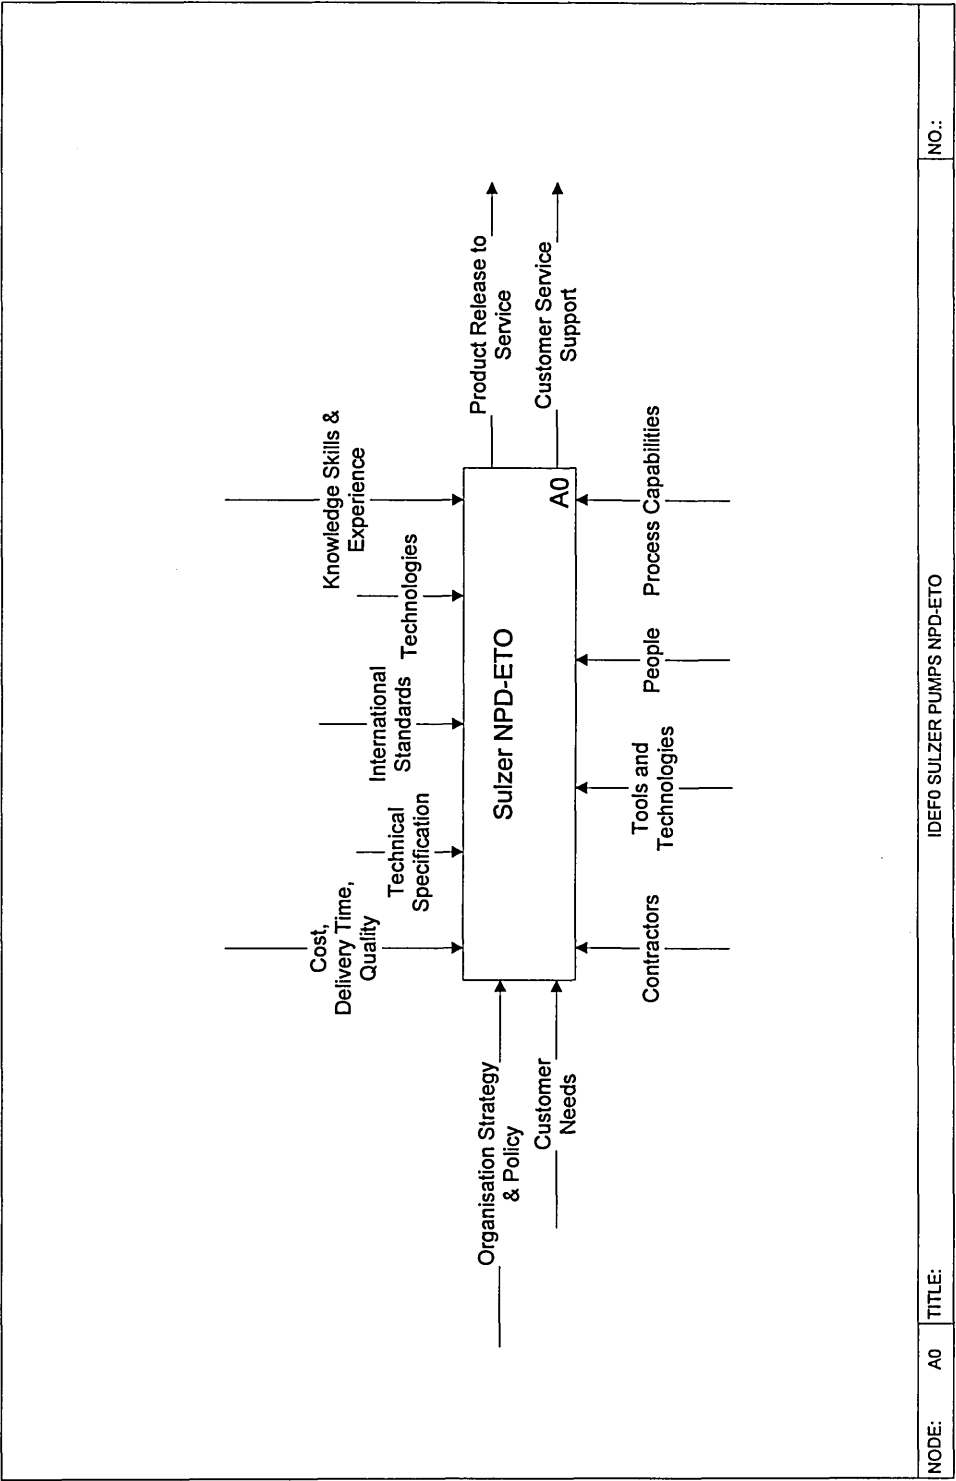 Cost,
Delivery Time,
Quality
Technical
Specification
International
Standards
Technologies
Knowledge Skills &
Experience
Organisation Strategy
& Policy
Customer
Needs
Sulzer NPD-ETO
A0
Product Release to
Service
Customer Service
Support
Contractors
Tools and
Technologies
People
Process Capabilities
NODE: A0 TITLE: IDEF0 SULZER PUMPS NPD-ETO NO.: